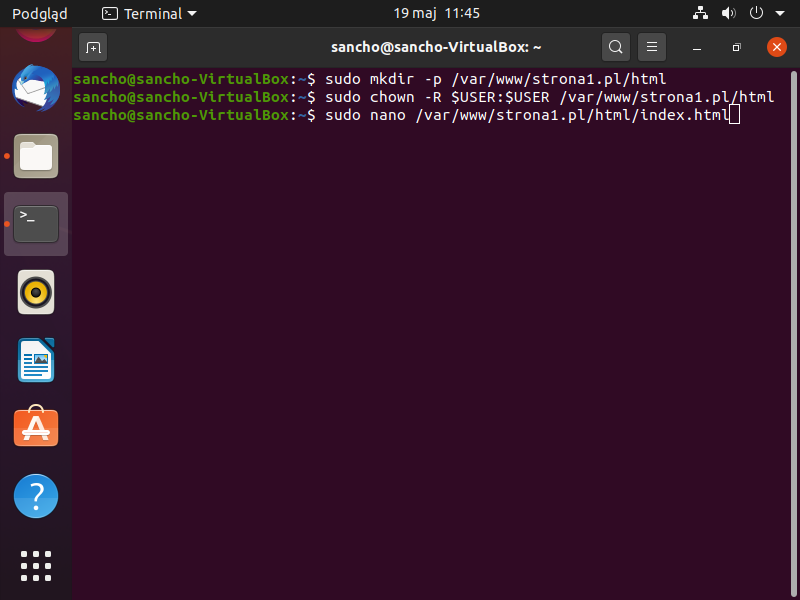 Podgląd Terminal 19 maj 11:45
sancho@sancho-VirtualBox: ~
sancho@sancho-VirtualBox:~$ sudo mkdir -p /var/www/strona1.pl/html
sancho@sancho-VirtualBox:~$ sudo chown -R $USER:$USER /var/www/strona1.pl/html
sancho@sancho-VirtualBox:~$ sudo nano /var/www/strona1.pl/html/index.html